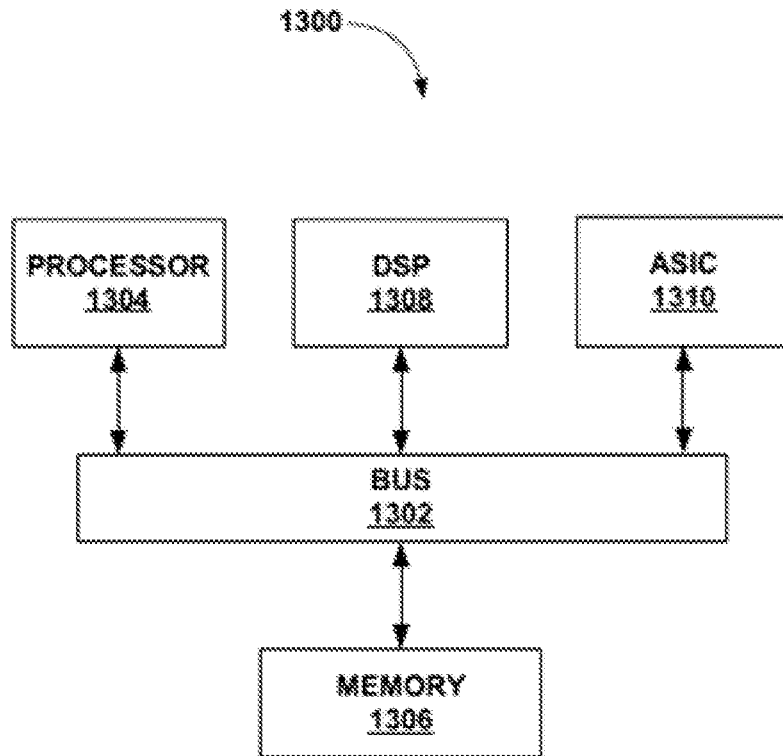 1300
PROCESSOR
1304
DSP
1308
ASIC
1310
BUS
1302
MEMORY
1306